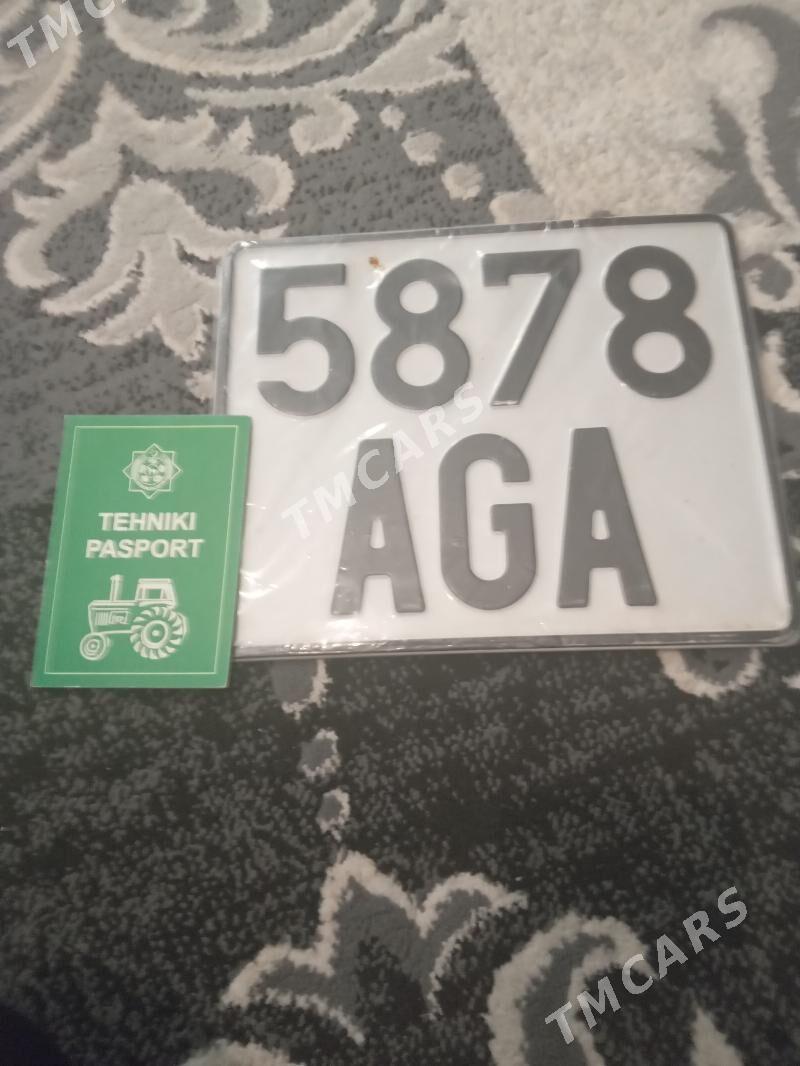 TMCARS
5878
AGA
TMCARS
TEHNIKI
PASPORT
TMCARS